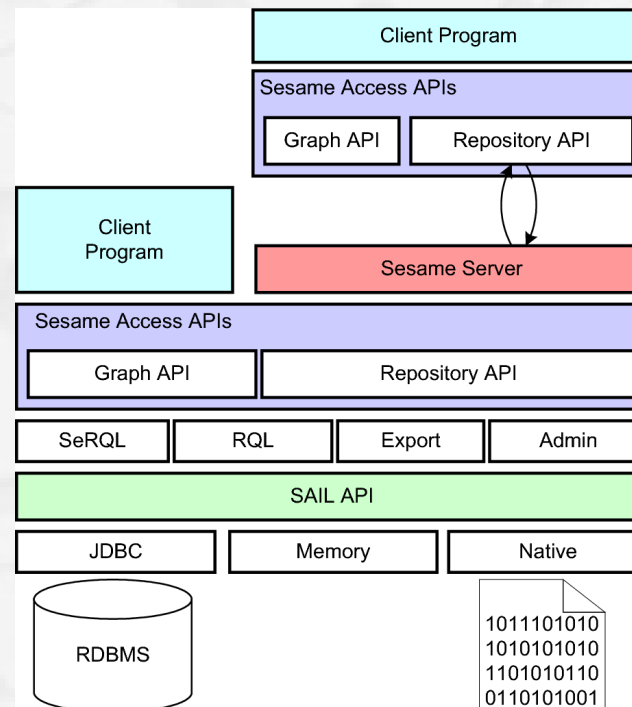 Client Program
Sesame Access APIs
Graph API
Repository API
Client
Program
Sesame Server
Sesame Access APIs
Graph API
Repository API
SeRQL
RQL
Export
Admin
SAIL API
JDBC
Memory
Native
RDBMS
1011101010
1010101010
1101010110
0110101001